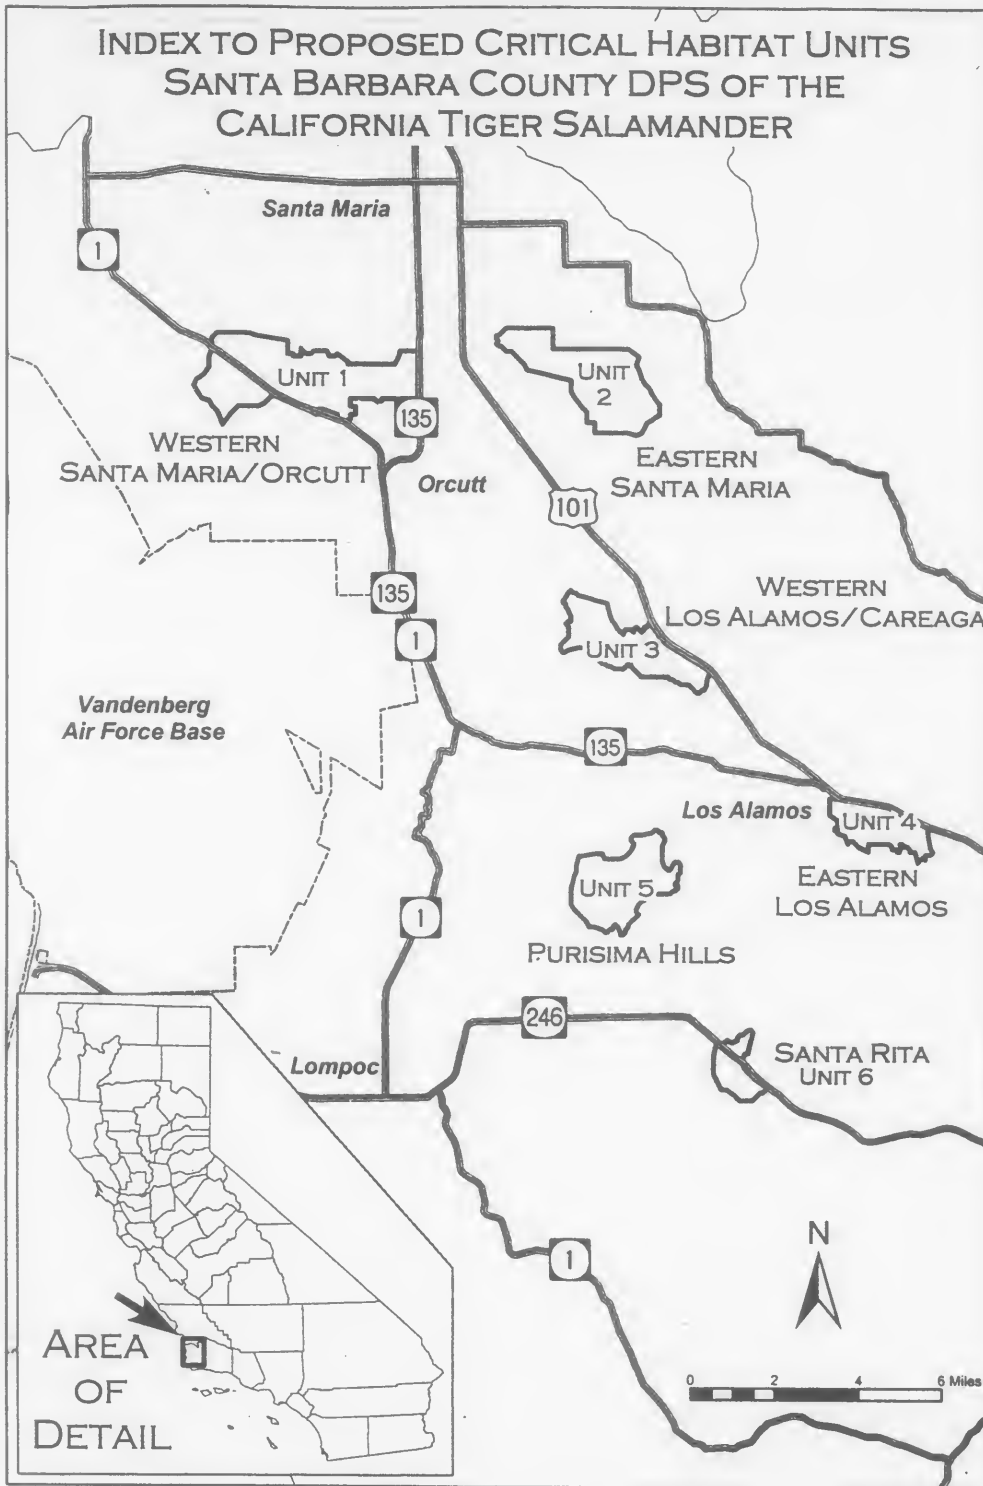 INDEX TO PROPOSED CRITICAL HABITAT UNITS
SANTA BARBARA COUNTY DPS OF THE
CALIFORNIA TIGER SALAMANDER
Santa Maria
1
UNIT 1
UNIT
2
135
WESTERN
SANTA MARIA/ORCUTT
Orcutt
EASTERN
SANTA MARIA
101
135
WESTERN
LOS ALAMOS/CAREAGA
1
UNIT 3
Vandenberg
Air Force Base
135
Los Alamos
UNIT 4
EASTERN
LOS ALAMOS
UNIT 5
1
PURISIMA HILLS
246
Lompoc
SANTA RITA
UNIT 6
N
1
AREA
OF
DETAIL
0 2 4 6 Miles